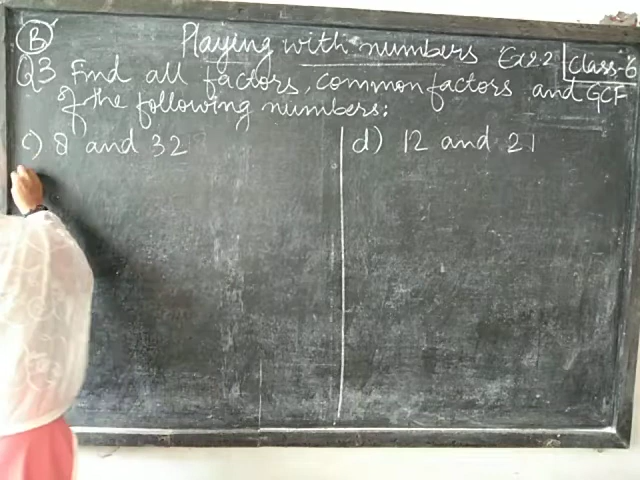 B
Playing with numbers Ex 2.2 Class-6
Q3 Find all factors, common factors and GCF
of the following numbers:
c) 8 and 32
d) 12 and 21